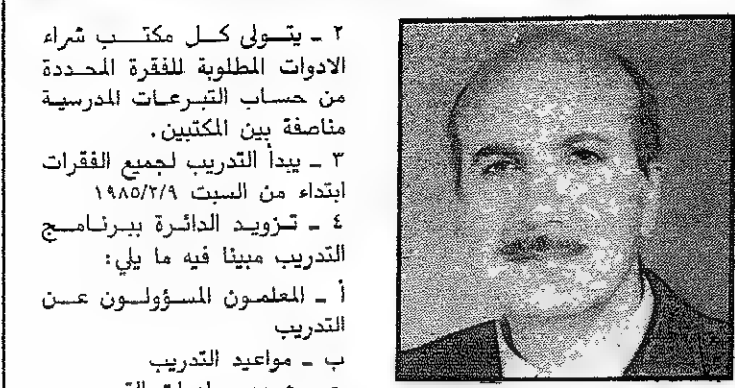 ٢ ـ يتولى كل مكتب شراء
الادوات المطلوبة للفقرة المحددة
من حساب التبرعات المدرسية
مناصفة بين المكتبين.
٣ ـ يبدأ التدريب لجميع الفقرات
ابتداء من السبت ١٩٨٥/٢/٩
٤ ـ تزويد الدائرة ببرنامج
التدريب مبينا فيه ما يلي:
أ ـ المعلمون المسؤولون عن
التدريب
ب ـ مواعيد التدريب